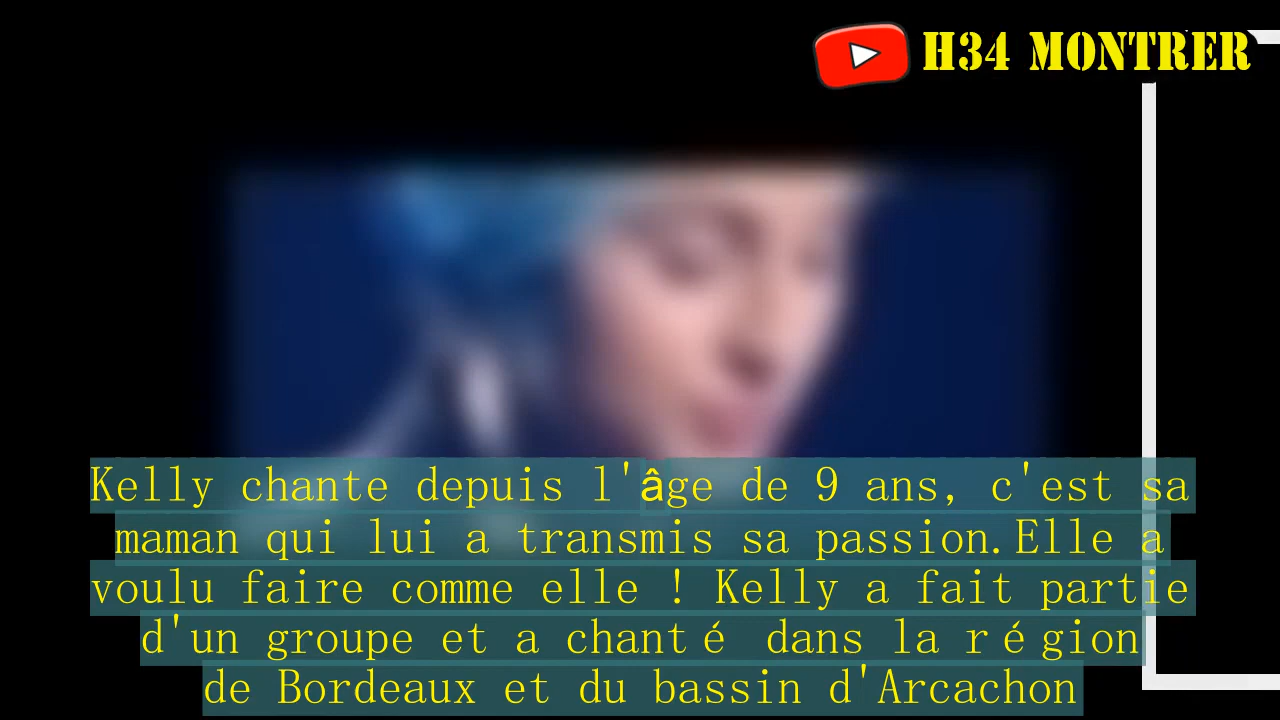 H34 MONTRER
Kelly chante depuis l'âge de 9 ans, c'est sa
maman qui lui a transmis sa passion.Elle a
voulu faire comme elle ! Kelly a fait partie
d'un groupe et a chanté dans la région
de Bordeaux et du bassin d'Arcachon